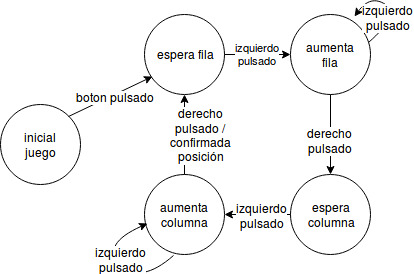 izquierdo
pulsado
espera fila
izquierdo
pulsado
aumenta
fila
boton pulsado
derecho
pulsado /
confirmada
posición
derecho
pulsado
inicial
juego
aumenta
columna
izquierdo
pulsado
espera
columna
izquierdo
pulsado